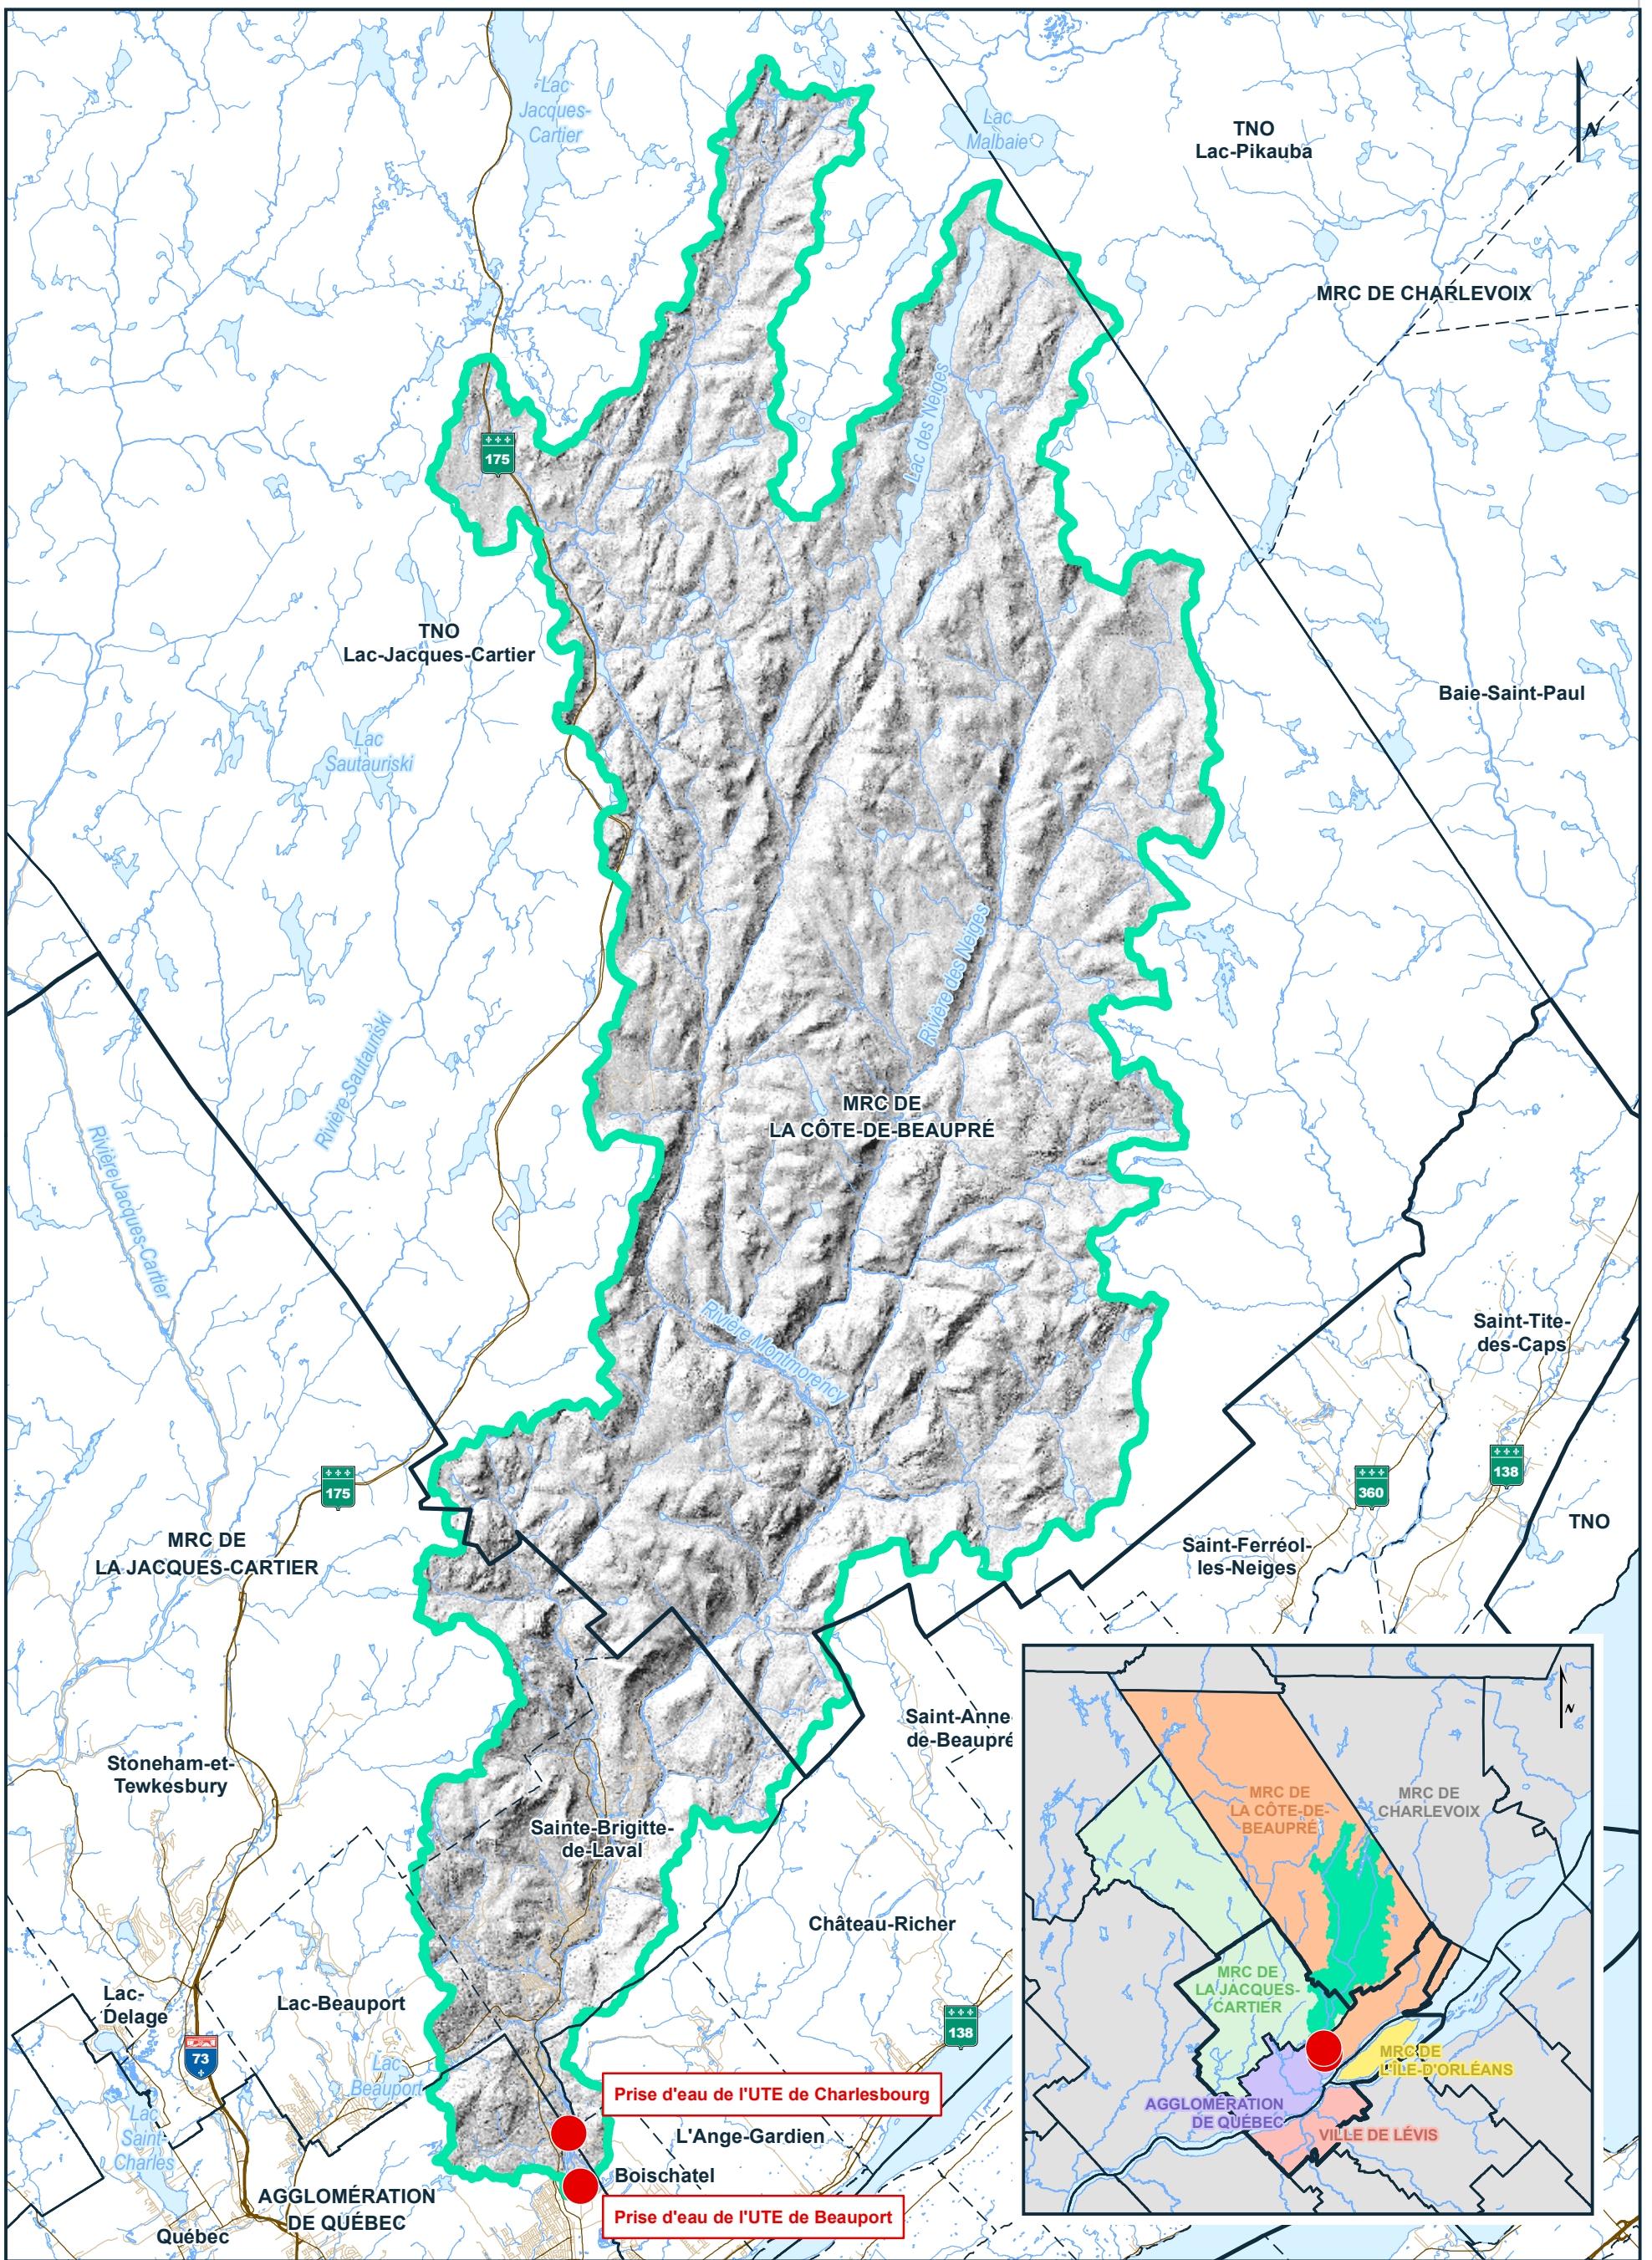 Lac
Jacques-
Cartier
Lac
Malbaie
TNO
Lac-Pikauba
N
MRC DE CHARLEVOIX
175
Lac des Neiges
TNO
Lac-Jacques-Cartier
Baie-Saint-Paul
Lac
Sautauriski
Rivière des Neiges
Rivière Sautauriski
Rivière Jacques-Cartier
MRC DE
LA CÔTE-DE-BEAUPRÉ
Rivière Montmorency
Saint-Tite-
des-Caps
175
360
138
TNO
MRC DE
LA JACQUES-CARTIER
Saint-Ferréol-
les-Neiges
Saint-Anne
de-Beaupré
Stoneham-et-
Tewkesbury
Sainte-Brigitte-
de-Laval
Château-Richer
Lac-
Delage
Lac-Beauport
73
138
Lac
Beauport
Lac
Saint-
Charles
Prise d'eau de l'UTE de Charlesbourg
L'Ange-Gardien
Boischatel
Prise d'eau de l'UTE de Beauport
AGGLOMÉRATION
DE QUÉBEC
Québec
N
MRC DE
LA CÔTE-DE-
BEAUPRÉ
MRC DE
CHARLEVOIX
MRC DE
LA JACQUES-
CARTIER
MRC DE
L'ÎLE-D'ORLÉANS
AGGLOMÉRATION
DE QUÉBEC
VILLE DE LÉVIS